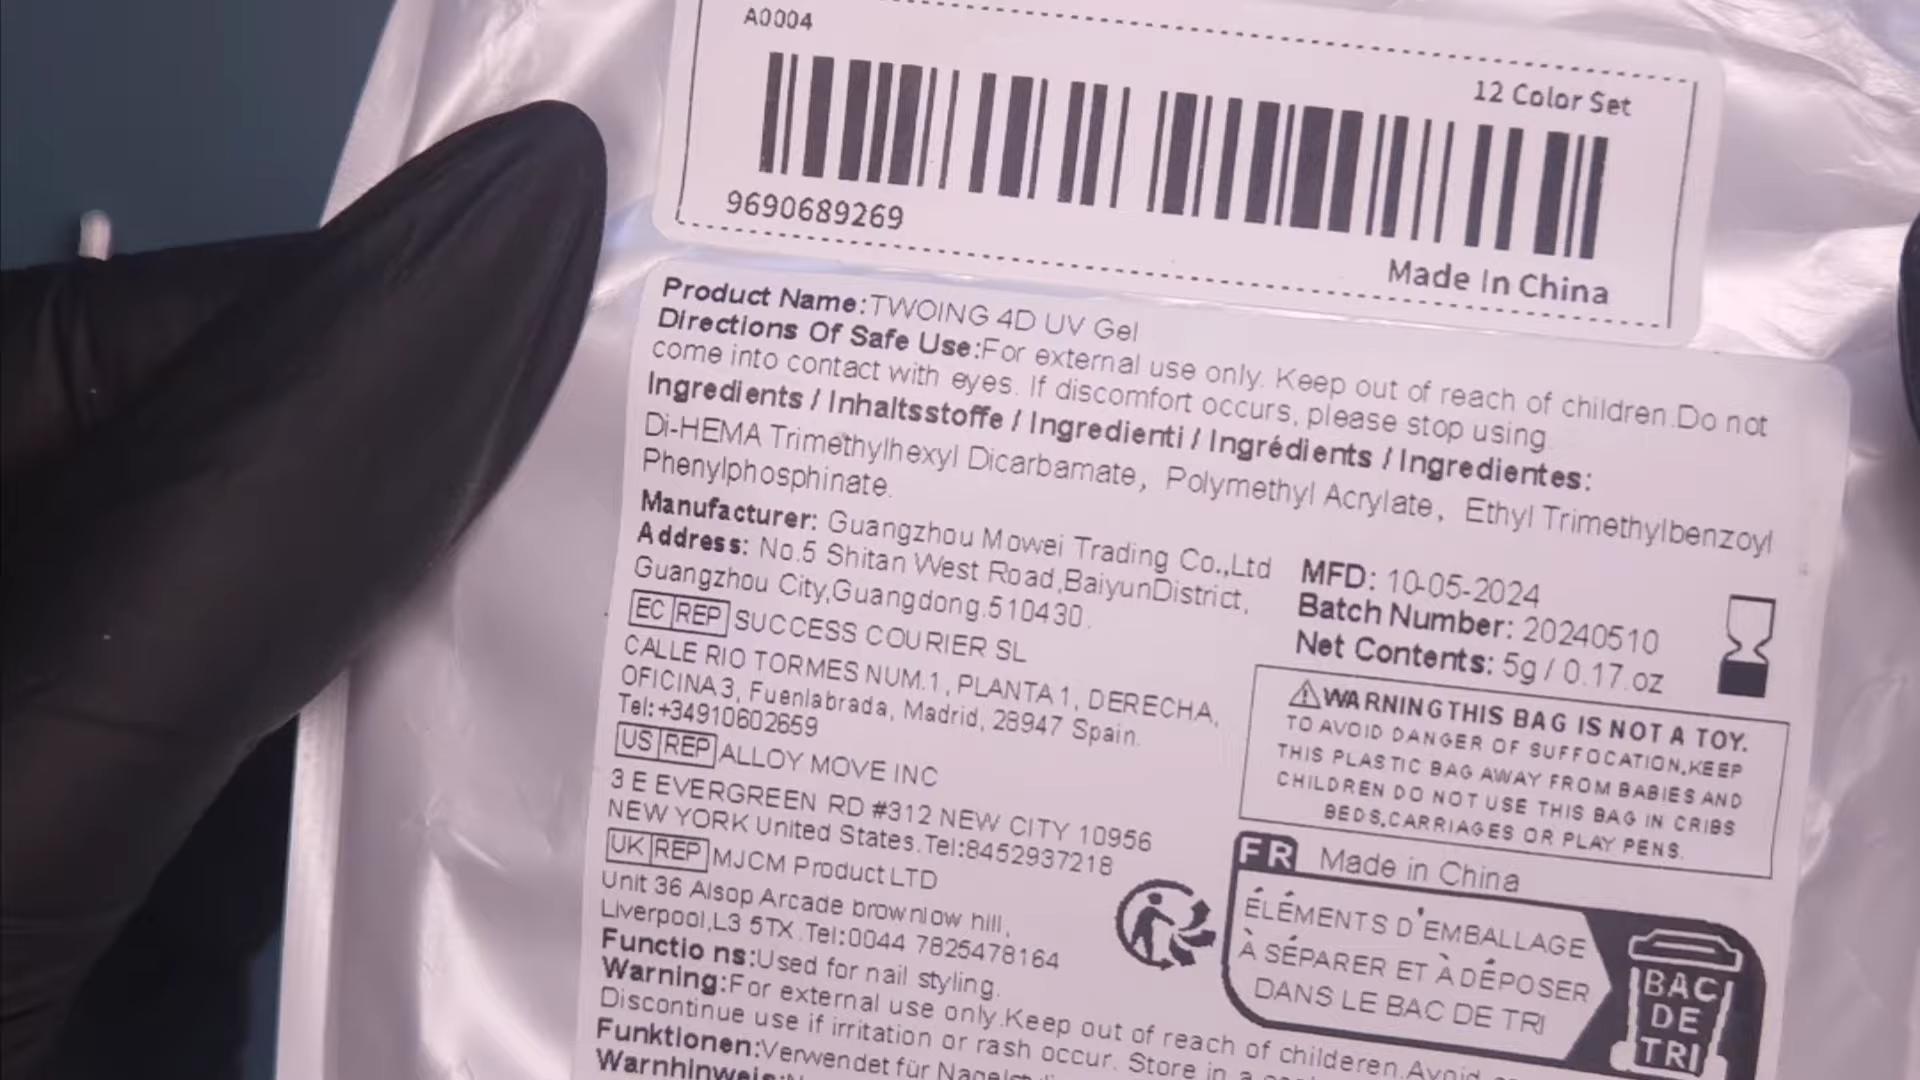 A0004
12 Color Set
9690689269
Made In China
Product Name:TWOING 4D UV Gel
Directions Of Safe Use:For external use only. Keep out of reach of children.Do not
come into contact with eyes. If discomfort occurs, please stop using.
Ingredients / Inhaltsstoffe / Ingredienti / Ingrédients / Ingredientes:
Di-HEMA Trimethylhexyl Dicarbamate, Polymethyl Acrylate, Ethyl Trimethylbenzoyl
Phenylphosphinate.
Manufacturer: Guangzhou Mowei Trading Co.,Ltd
Address: No.5 Shitan West Road,BaiyunDistrict,
Guangzhou City,Guangdong.510430.
EC REP SUCCESS COURIER SL
CALLE RIO TORMES NUM.1, PLANTA 1, DERECHA,
OFICINA 3, Fuenlabrada, Madrid, 28947 Spain.
Tel:+34910602659
US REP ALLOY MOVE INC
3 E EVERGREEN RD #312 NEW CITY 10956
NEW YORK United States.Tel:8452937218
UK REP MJCM Product LTD
Unit 36 Alsop Arcade brownlow hill,
Liverpool,L3 5TX .Tel:0044 7825478164
Functio ns:Used for nail styling.
Warning:For external use only.Keep out of reach of childeren.Avoid
Discontinue use if irritation or rash occur. Store in a
Funktionen:Verwendet für
Warnhinweis:
MFD: 10-05-2024
Batch Number: 20240510
Net Contents: 5g / 0.17.oz
WARNING THIS BAG IS NOT A TOY.
TO AVOID DANGER OF SUFFOCATION,KEEP
THIS PLASTIC BAG AWAY FROM BABIES AND
CHILDREN DO NOT USE THIS BAG IN CRIBS
BEDS,CARRIAGES OR PLAY PENS.
FR Made in China
ÉLÉMENTS D'EMBALLAGE
À SÉPARER ET À DÉPOSER
DANS LE BAC DE TRI
BAC
DE
TRI